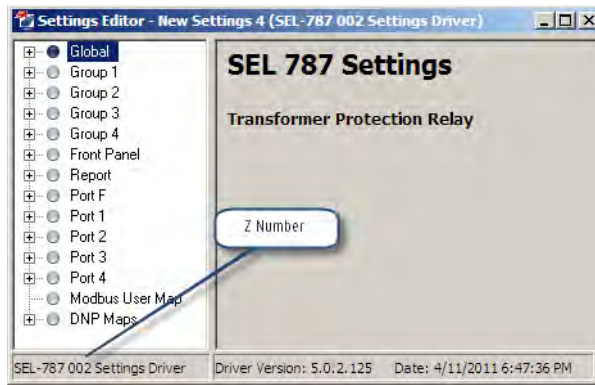 Settings Editor - New Settings 4 (SEL-787 002 Settings Driver)
Global
Group 1
Group 2
Group 3
Group 4
Front Panel
Report
Port F
Port 1
Port 2
Port 3
Port 4
Modbus User Map
DNP Maps
SEL 787 Settings
Transformer Protection Relay
Z Number
SEL-787 002 Settings Driver
Driver Version: 5.0.2.125
Date: 4/11/2011 6:47:36 PM